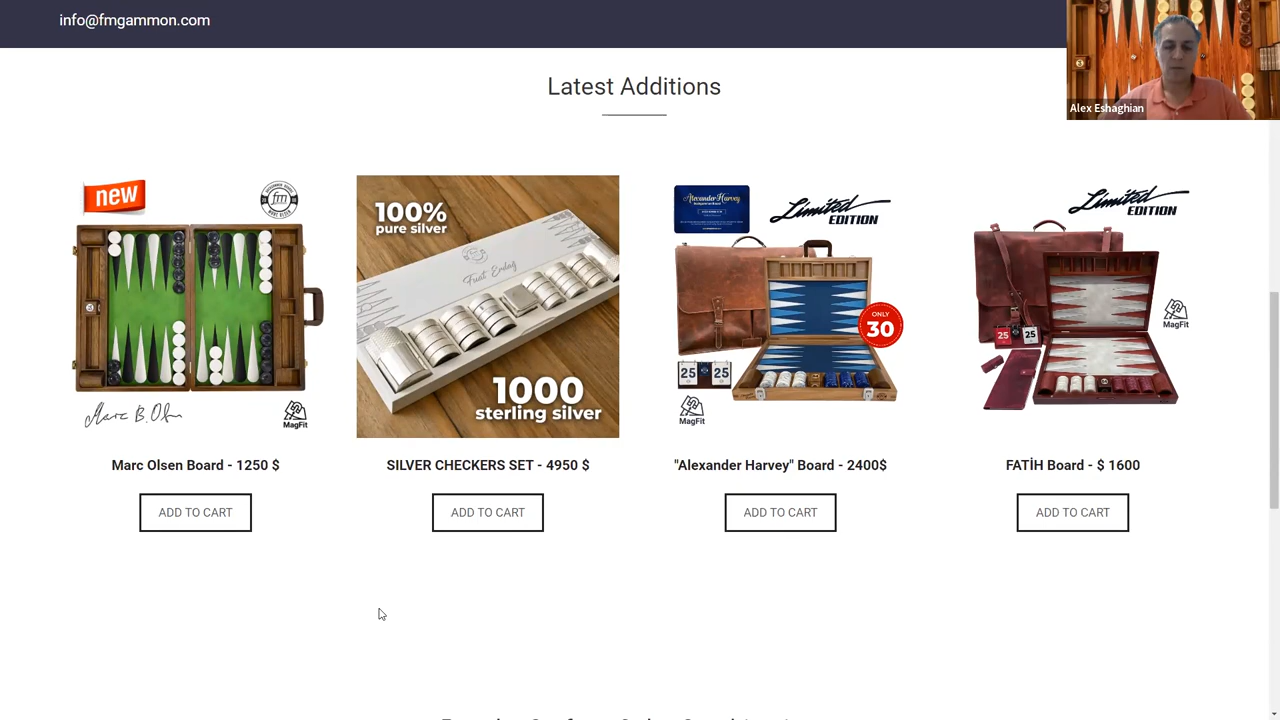 info@fmgammon.com
Alex Eshaghian
Latest Additions
new
fm
Marc B. Olsen
MagFit
100%
pure silver
Fuat Erdag
1000
sterling silver
Alexander Harvey
Limited
EDITION
ONLY
30
25 25
MagFit
Limited
EDITION
MagFit
25 25
Marc Olsen Board - 1250 $
SILVER CHECKERS SET - 4950 $
"Alexander Harvey" Board - 2400$
FATİH Board - $ 1600
ADD TO CART
ADD TO CART
ADD TO CART
ADD TO CART